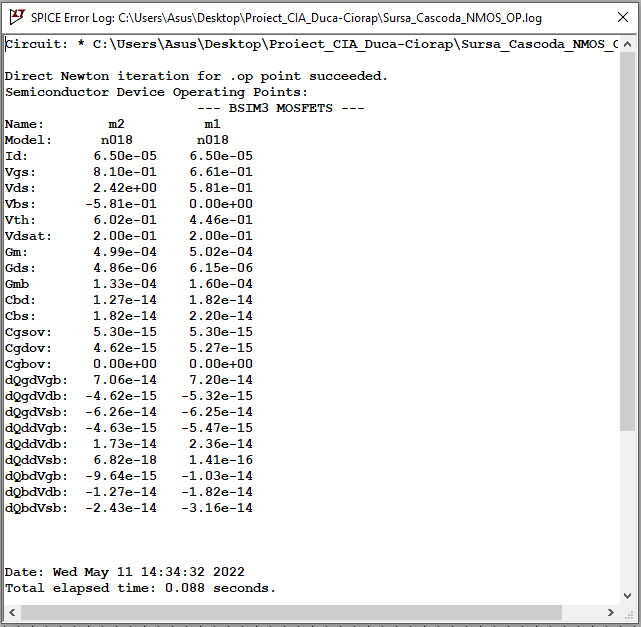 SPICE Error Log: C:\Users\Asus\Desktop\Proiect_CIA_Duca-Ciorap\Sursa_Cascoda_NMOS_OP.log
Circuit: * C:\Users\Asus\Desktop\Proiect_CIA_Duca-Ciorap\Sursa_Cascoda_NMOS_O
Direct Newton iteration for .op point succeeded.
Semiconductor Device Operating Points:
--- BSIM3 MOSFETS ---
Name: m2 m1
Model: n018 n018
Id: 6.50e-05 6.50e-05
Vgs: 8.10e-01 6.61e-01
Vds: 2.42e+00 5.81e-01
Vbs: -5.81e-01 0.00e+00
Vth: 6.02e-01 4.46e-01
Vdsat: 2.00e-01 2.00e-01
Gm: 4.99e-04 5.02e-04
Gds: 4.86e-06 6.15e-06
Gmb 1.33e-04 1.60e-04
Cbd: 1.27e-14 1.82e-14
Cbs: 1.82e-14 2.20e-14
Cgsov: 5.30e-15 5.30e-15
Cgdov: 4.62e-15 5.27e-15
Cgbov: 0.00e+00 0.00e+00
dQgdVgb: 7.06e-14 7.20e-14
dQgdVdb: -4.62e-15 -5.32e-15
dQgdVsb: -6.26e-14 -6.25e-14
dQddVgb: -4.63e-15 -5.47e-15
dQddVdb: 1.73e-14 2.36e-14
dQddVsb: 6.82e-18 1.41e-16
dQbdVgb: -9.64e-15 -1.03e-14
dQbdVdb: -1.27e-14 -1.82e-14
dQbdVsb: -2.43e-14 -3.16e-14
Date: Wed May 11 14:34:32 2022
Total elapsed time: 0.088 seconds.